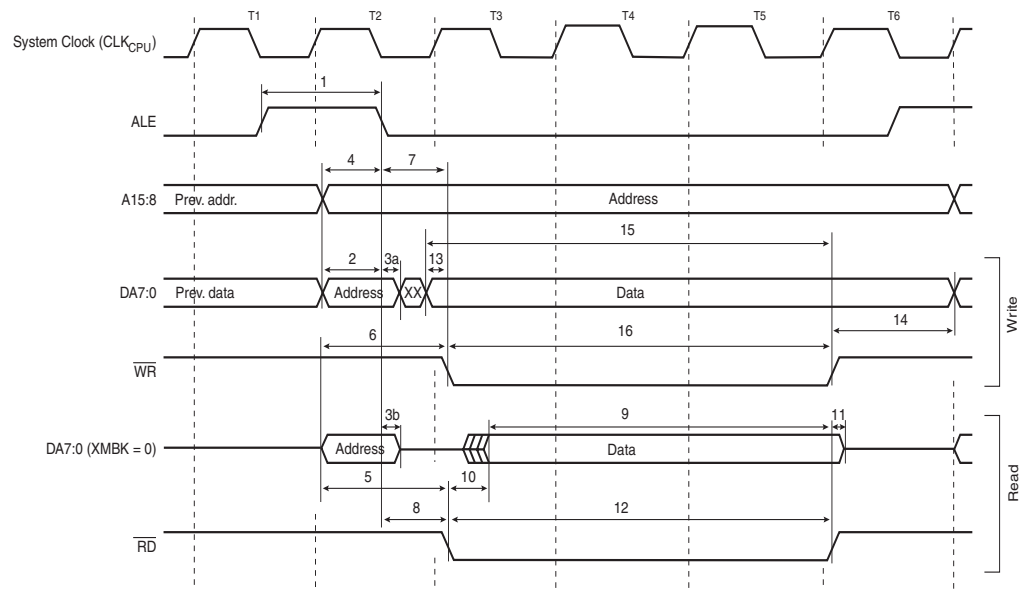 T1 T2 T3 T4 T5 T6
System Clock (CLKCPU)
1
ALE
4 7
A15:8 Prev. addr. Address
15
2 3a 13
DA7:0 Prev. data Address XX Data
14
6 16
WR
Write
3b 9 11
DA7:0 (XMBK = 0) Address Data
5 10
8 12
RD
Read